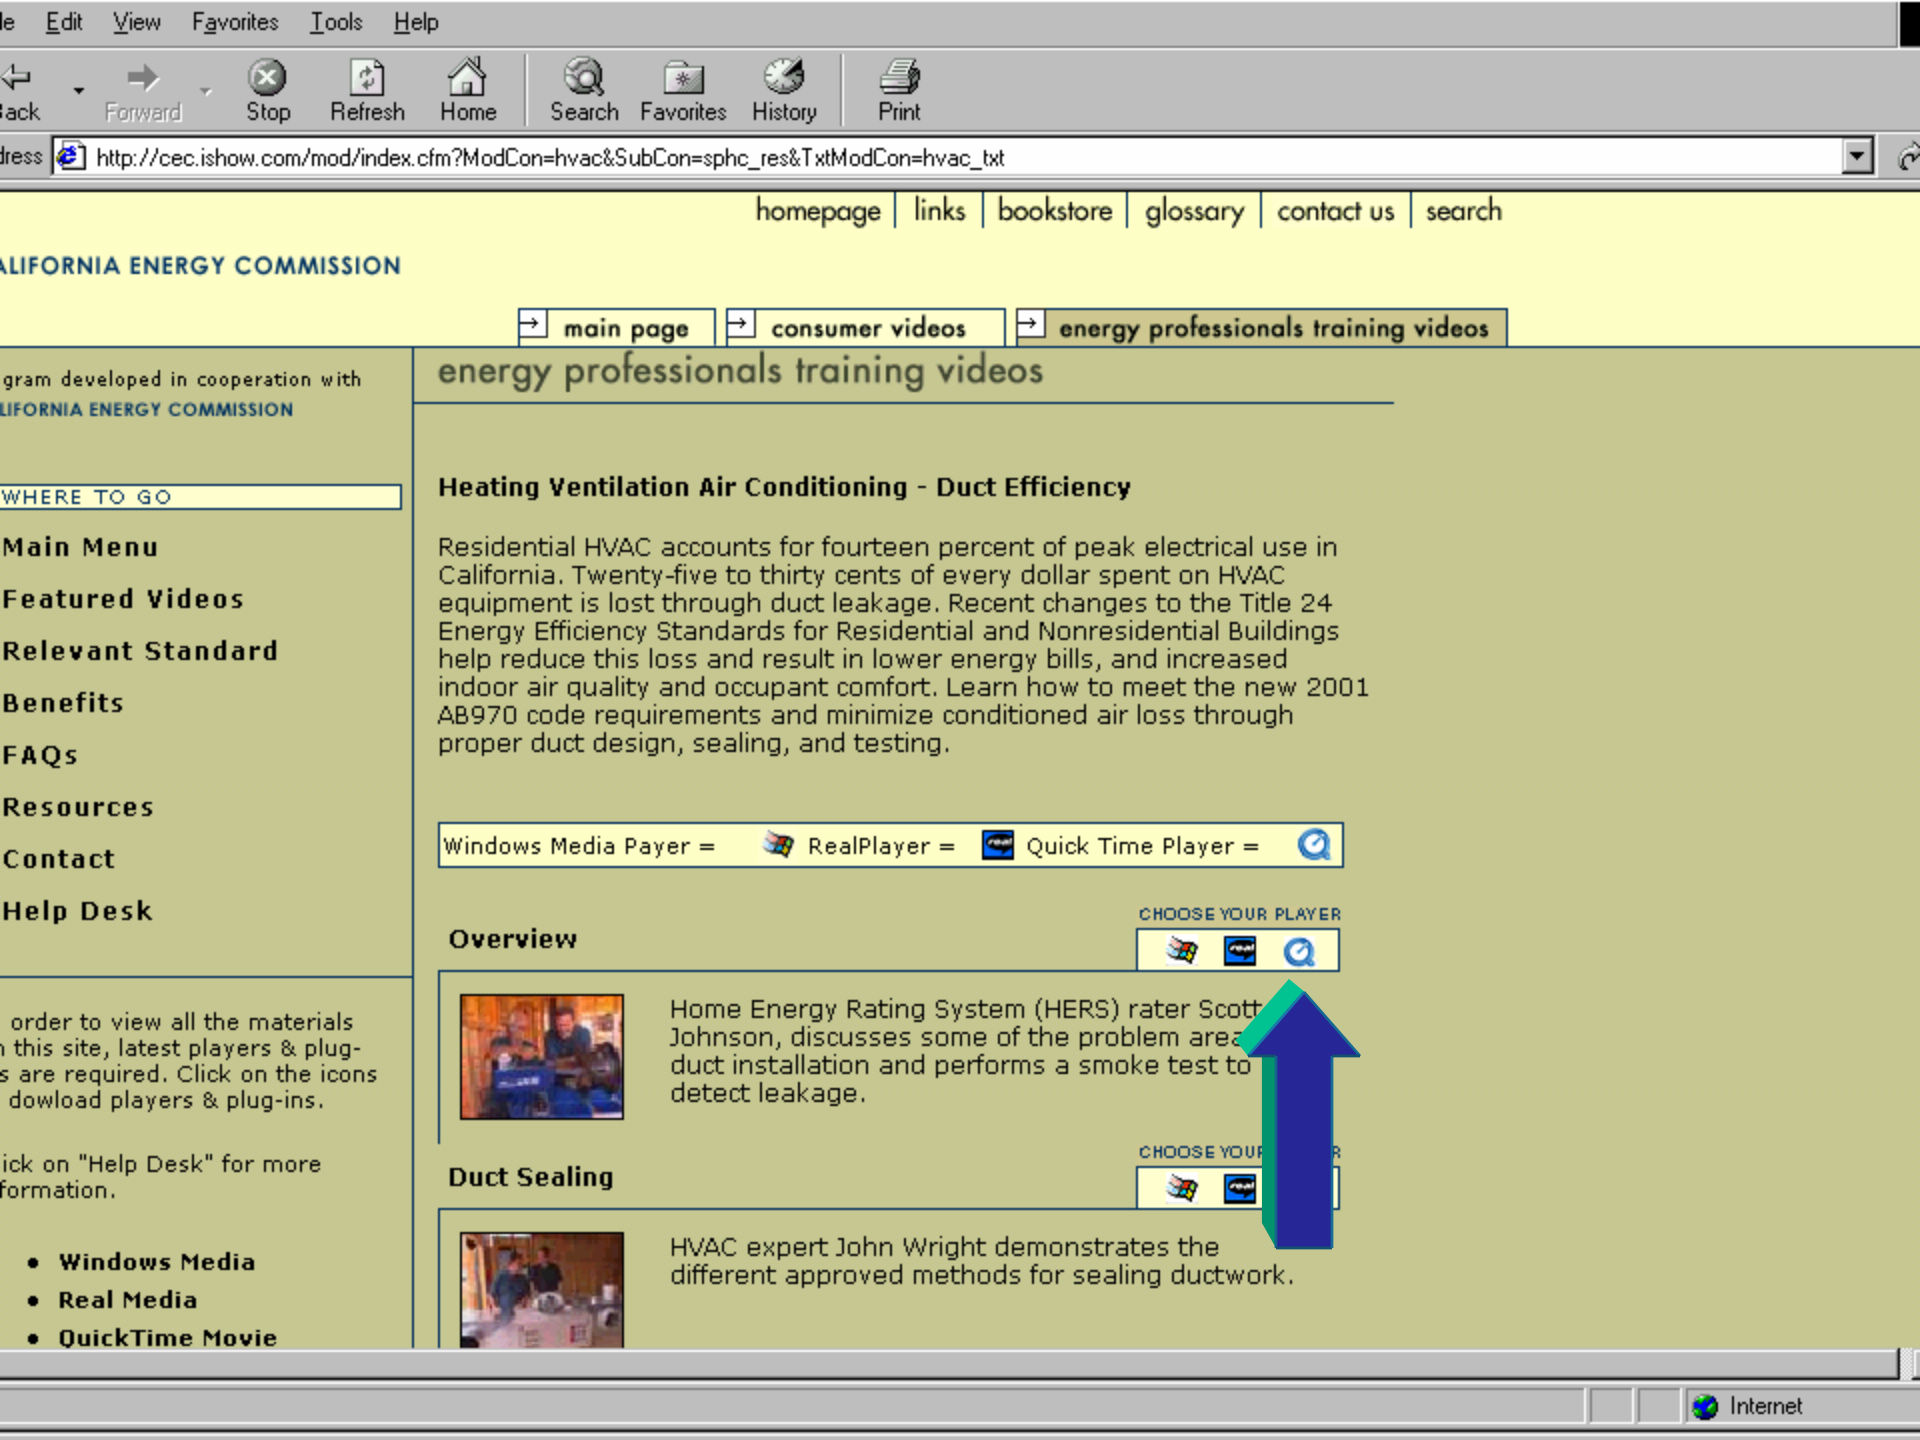 Edit View Favorites Tools Help
Forward Stop Refresh Home Search Favorites History Print
http://cec.ishow.com/mod/index.cfm?ModCon=hvac&SubCon=sphc_res&TxtModCon=hvac_txt
homepage links bookstore glossary contact us search
ALIFORNIA ENERGY COMMISSION
main page consumer videos energy professionals training videos
gram developed in cooperation with
LIFORNIA ENERGY COMMISSION
WHERE TO GO
Main Menu
Featured Videos
Relevant Standard
Benefits
FAQs
Resources
Contact
Help Desk
order to view all the materials
this site, latest players & plug-
s are required. Click on the icons
dowload players & plug-ins.
ick on "Help Desk" for more
formation.
• Windows Media
• Real Media
• QuickTime Movie
energy professionals training videos
Heating Ventilation Air Conditioning - Duct Efficiency
Residential HVAC accounts for fourteen percent of peak electrical use in
California. Twenty-five to thirty cents of every dollar spent on HVAC
equipment is lost through duct leakage. Recent changes to the Title 24
Energy Efficiency Standards for Residential and Nonresidential Buildings
help reduce this loss and result in lower energy bills, and increased
indoor air quality and occupant comfort. Learn how to meet the new 2001
AB970 code requirements and minimize conditioned air loss through
proper duct design, sealing, and testing.
Windows Media Payer = RealPlayer = real Quick Time Player =
CHOOSE YOUR PLAYER
Overview
real
Home Energy Rating System (HERS) rater Scott
Johnson, discusses some of the problem area
duct installation and performs a smoke test to
detect leakage.
CHOOSE YOUR
Duct Sealing
real
HVAC expert John Wright demonstrates the
different approved methods for sealing ductwork.
Internet